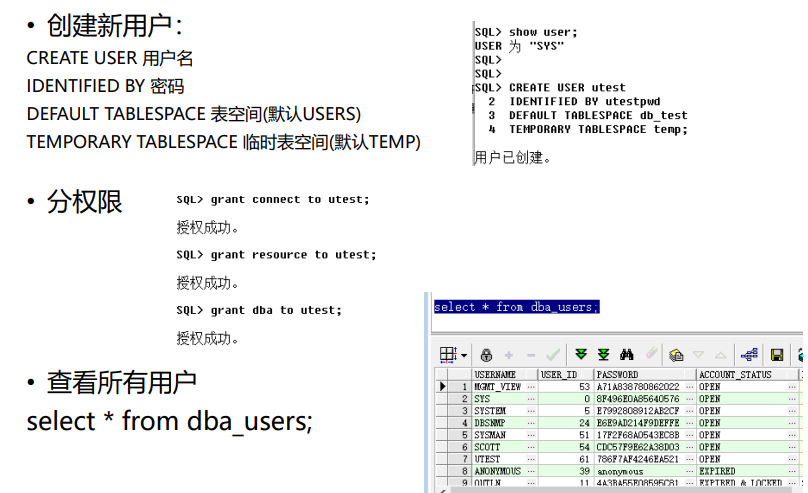 • 创建新用户：
CREATE USER 用户名
IDENTIFIED BY 密码
DEFAULT TABLESPACE 表空间(默认USERS)
TEMPORARY TABLESPACE 临时表空间(默认TEMP)
SQL> show user;
USER 为 "SYS"
SQL>
SQL>
SQL> CREATE USER utest
2 IDENTIFIED BY utestpwd
3 DEFAULT TABLESPACE db_test
4 TEMPORARY TABLESPACE temp;
用户已创建。
• 分权限
SQL> grant connect to utest;
授权成功。
SQL> grant resource to utest;
授权成功。
SQL> grant dba to utest;
授权成功。
• 查看所有用户
select * from dba_users;
select * from dba_users;
USERNAME USER_ID PASSWORD ACCOUNT_STATUS
1 MGMT_VIEW ... 53 A71A838780862022 ... OPEN
2 SYS ... 0 8F496E0A85640576 ... OPEN
3 SYSTEM ... 5 E7992808912AB2CF ... OPEN
4 DBSNMP ... 24 E6E9AD214F9DEFFE ... OPEN
5 SYSMAN ... 51 17F2F68A0543EC8B ... OPEN
6 SCOTT ... 54 CDC57F9E62A38D03 ... OPEN
7 UTEST ... 61 786F7AF4246EA521 ... OPEN
8 ANONYMOUS ... 39 anonymous ... EXPIRED
9 OUTLN ... 11 4A3BA55E08595C81 ... EXPIRED & LOCKED